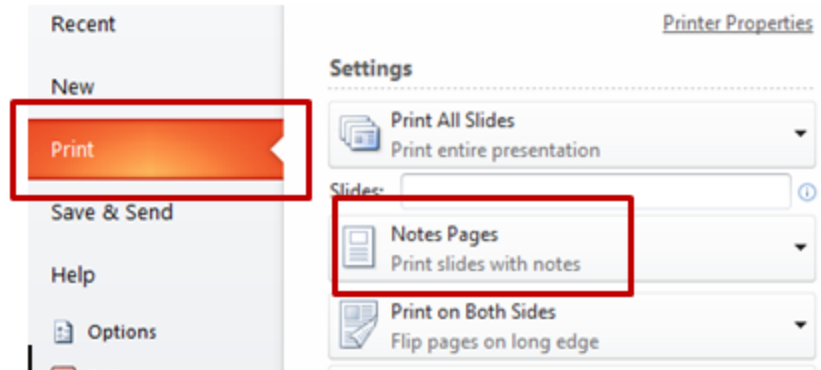 Recent
New
Print
Save & Send
Help
Options
Printer Properties
Settings
Print All Slides
Print entire presentation
Slides:
Notes Pages
Print slides with notes
Print on Both Sides
Flip pages on long edge